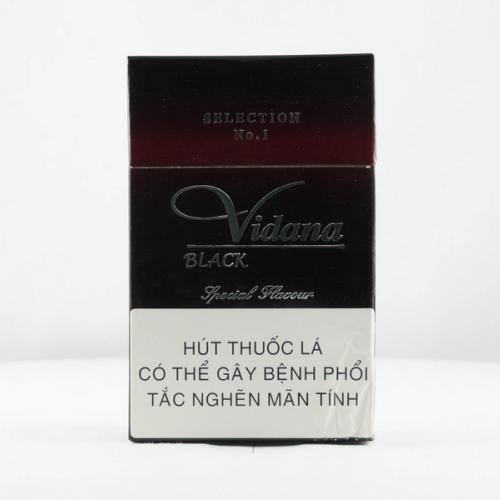 SELECTION
No.1
Vidana
BLACK
Special Flavour
HÚT THUỐC LÁ
CÓ THỂ GÂY BỆNH PHỔI
TẮC NGHẼN MÃN TÍNH